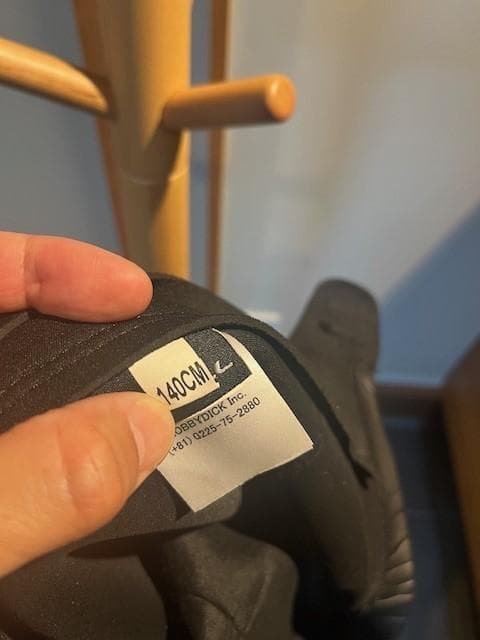 140CM
OBBYDICK Inc.
(+81) 0225-75-2880